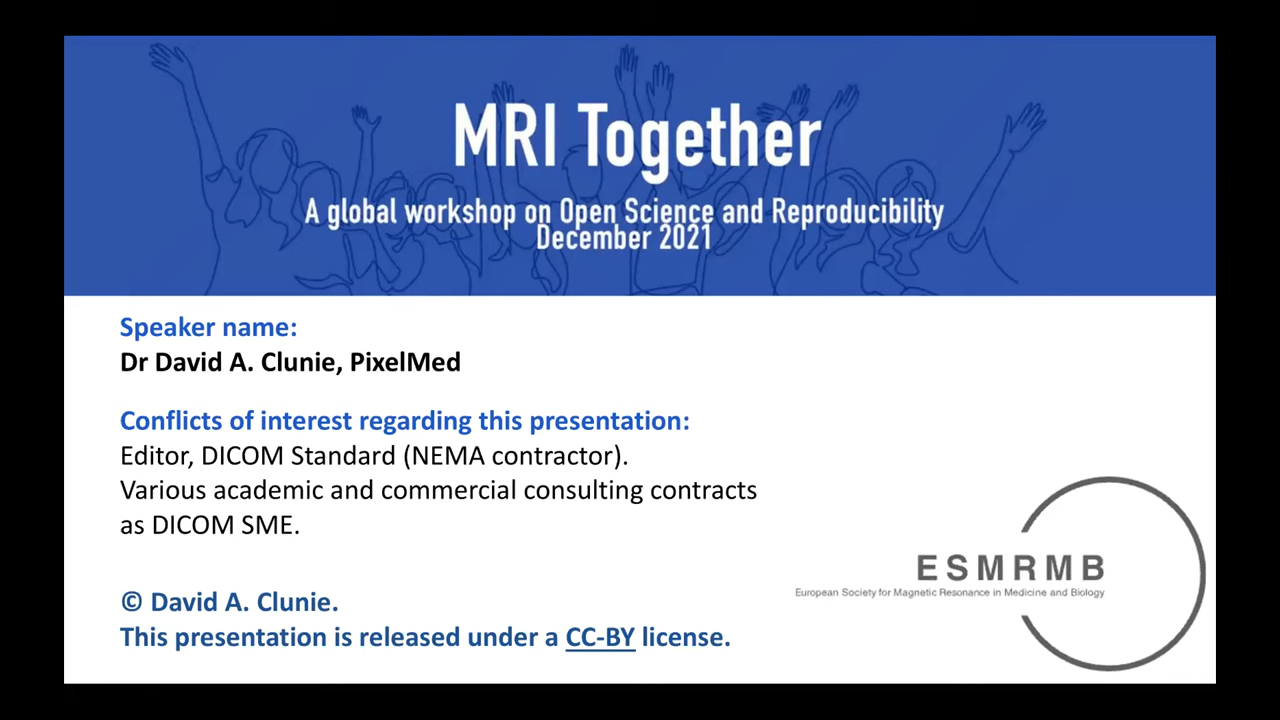 MRI Together
A global workshop on Open Science and Reproducibility
December 2021
Speaker name:
Dr David A. Clunie, PixelMed
Conflicts of interest regarding this presentation:
Editor, DICOM Standard (NEMA contractor).
Various academic and commercial consulting contracts
as DICOM SME.
ESMRMB
European Society for Magnetic Resonance in Medicine and Biology
© David A. Clunie.
This presentation is released under a CC-BY license.